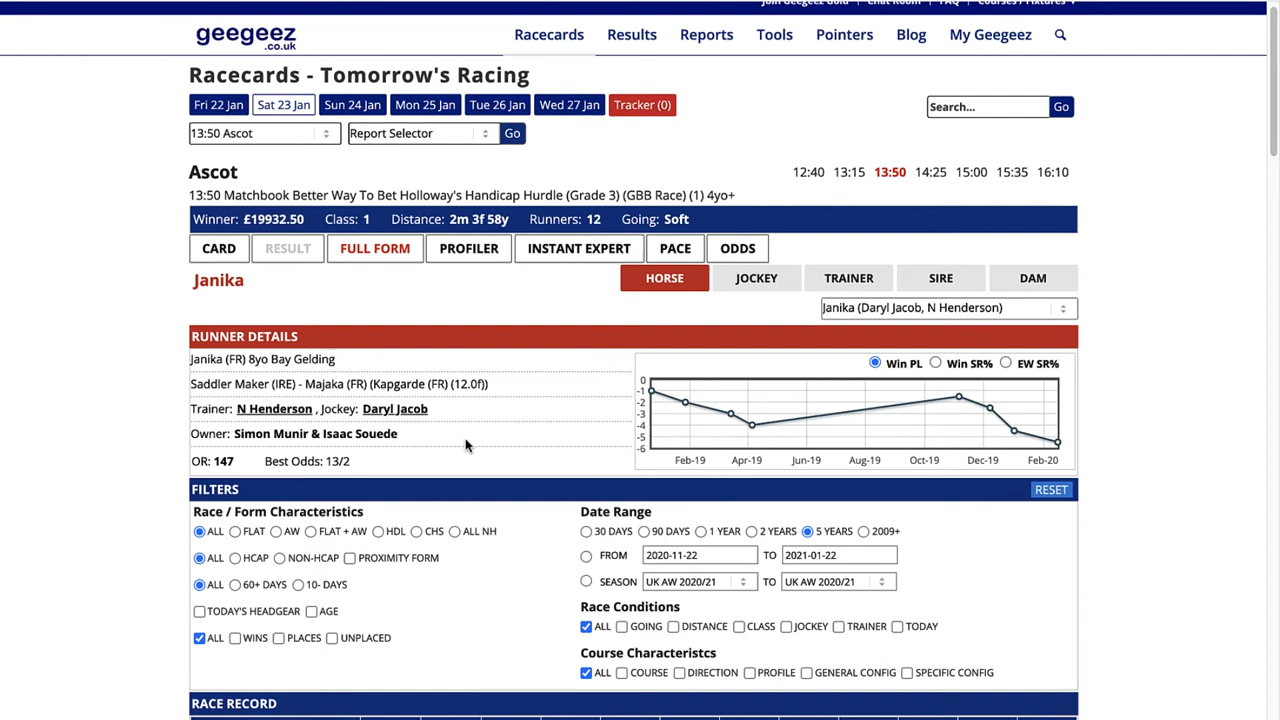 Join Geegeez Gold Chat Room FAQ Courses / Fixtures
geegeez .co.uk Racecards Results Reports Tools Pointers Blog My Geegeez
Racecards - Tomorrow's Racing
Fri 22 Jan Sat 23 Jan Sun 24 Jan Mon 25 Jan Tue 26 Jan Wed 27 Jan Tracker (0) Search... Go
13:50 Ascot Report Selector Go
Ascot 12:40 13:15 13:50 14:25 15:00 15:35 16:10
13:50 Matchbook Better Way To Bet Holloway's Handicap Hurdle (Grade 3) (GBB Race) (1) 4yo+
Winner: £19932.50 Class: 1 Distance: 2m 3f 58y Runners: 12 Going: Soft
CARD RESULT FULL FORM PROFILER INSTANT EXPERT PACE ODDS
Janika HORSE JOCKEY TRAINER SIRE DAM
Janika (Daryl Jacob, N Henderson)
RUNNER DETAILS
Janika (FR) 8yo Bay Gelding
Saddler Maker (IRE) - Majaka (FR) (Kapgarde (FR) (12.0f))
Trainer: N Henderson , Jockey: Daryl Jacob
Owner: Simon Munir & Isaac Souede
OR: 147 Best Odds: 13/2
Win PL Win SR% EW SR%
0
-1
-2
-3
-4
-5
-6
Feb-19 Apr-19 Jun-19 Aug-19 Oct-19 Dec-19 Feb-20
FILTERS RESET
Race / Form Characteristics
ALL FLAT AW FLAT + AW HDL CHS ALL NH
ALL HCAP NON-HCAP PROXIMITY FORM
ALL 60+ DAYS 10- DAYS
TODAY'S HEADGEAR AGE
ALL WINS PLACES UNPLACED
Date Range
30 DAYS 90 DAYS 1 YEAR 2 YEARS 5 YEARS 2009+
FROM 2020-11-22 TO 2021-01-22
SEASON UK AW 2020/21 TO UK AW 2020/21
Race Conditions
ALL GOING DISTANCE CLASS JOCKEY TRAINER TODAY
Course Characteristcs
ALL COURSE DIRECTION PROFILE GENERAL CONFIG SPECIFIC CONFIG
RACE RECORD